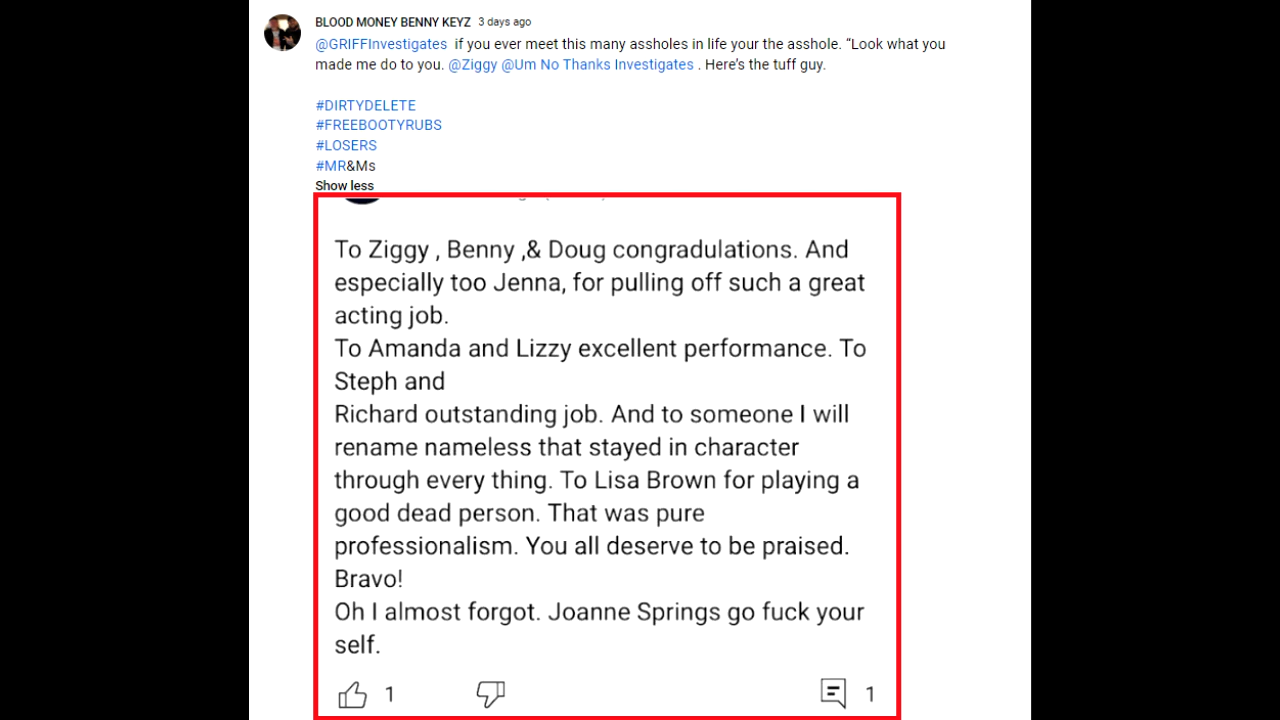 BLOOD MONEY BENNY KEYZ 3 days ago
@GRIFFInvestigates if you ever meet this many assholes in life your the asshole. “Look what you
made me do to you. @Ziggy @Um No Thanks Investigates . Here’s the tuff guy.
#DIRTYDELETE
#FREEBOOTYRUBS
#LOSERS
#MR&Ms
Show less
To Ziggy , Benny ,& Doug congradulations. And
especially too Jenna, for pulling off such a great
acting job.
To Amanda and Lizzy excellent performance. To
Steph and
Richard outstanding job. And to someone I will
rename nameless that stayed in character
through every thing. To Lisa Brown for playing a
good dead person. That was pure
professionalism. You all deserve to be praised.
Bravo!
Oh I almost forgot. Joanne Springs go fuck your
self.
1 1